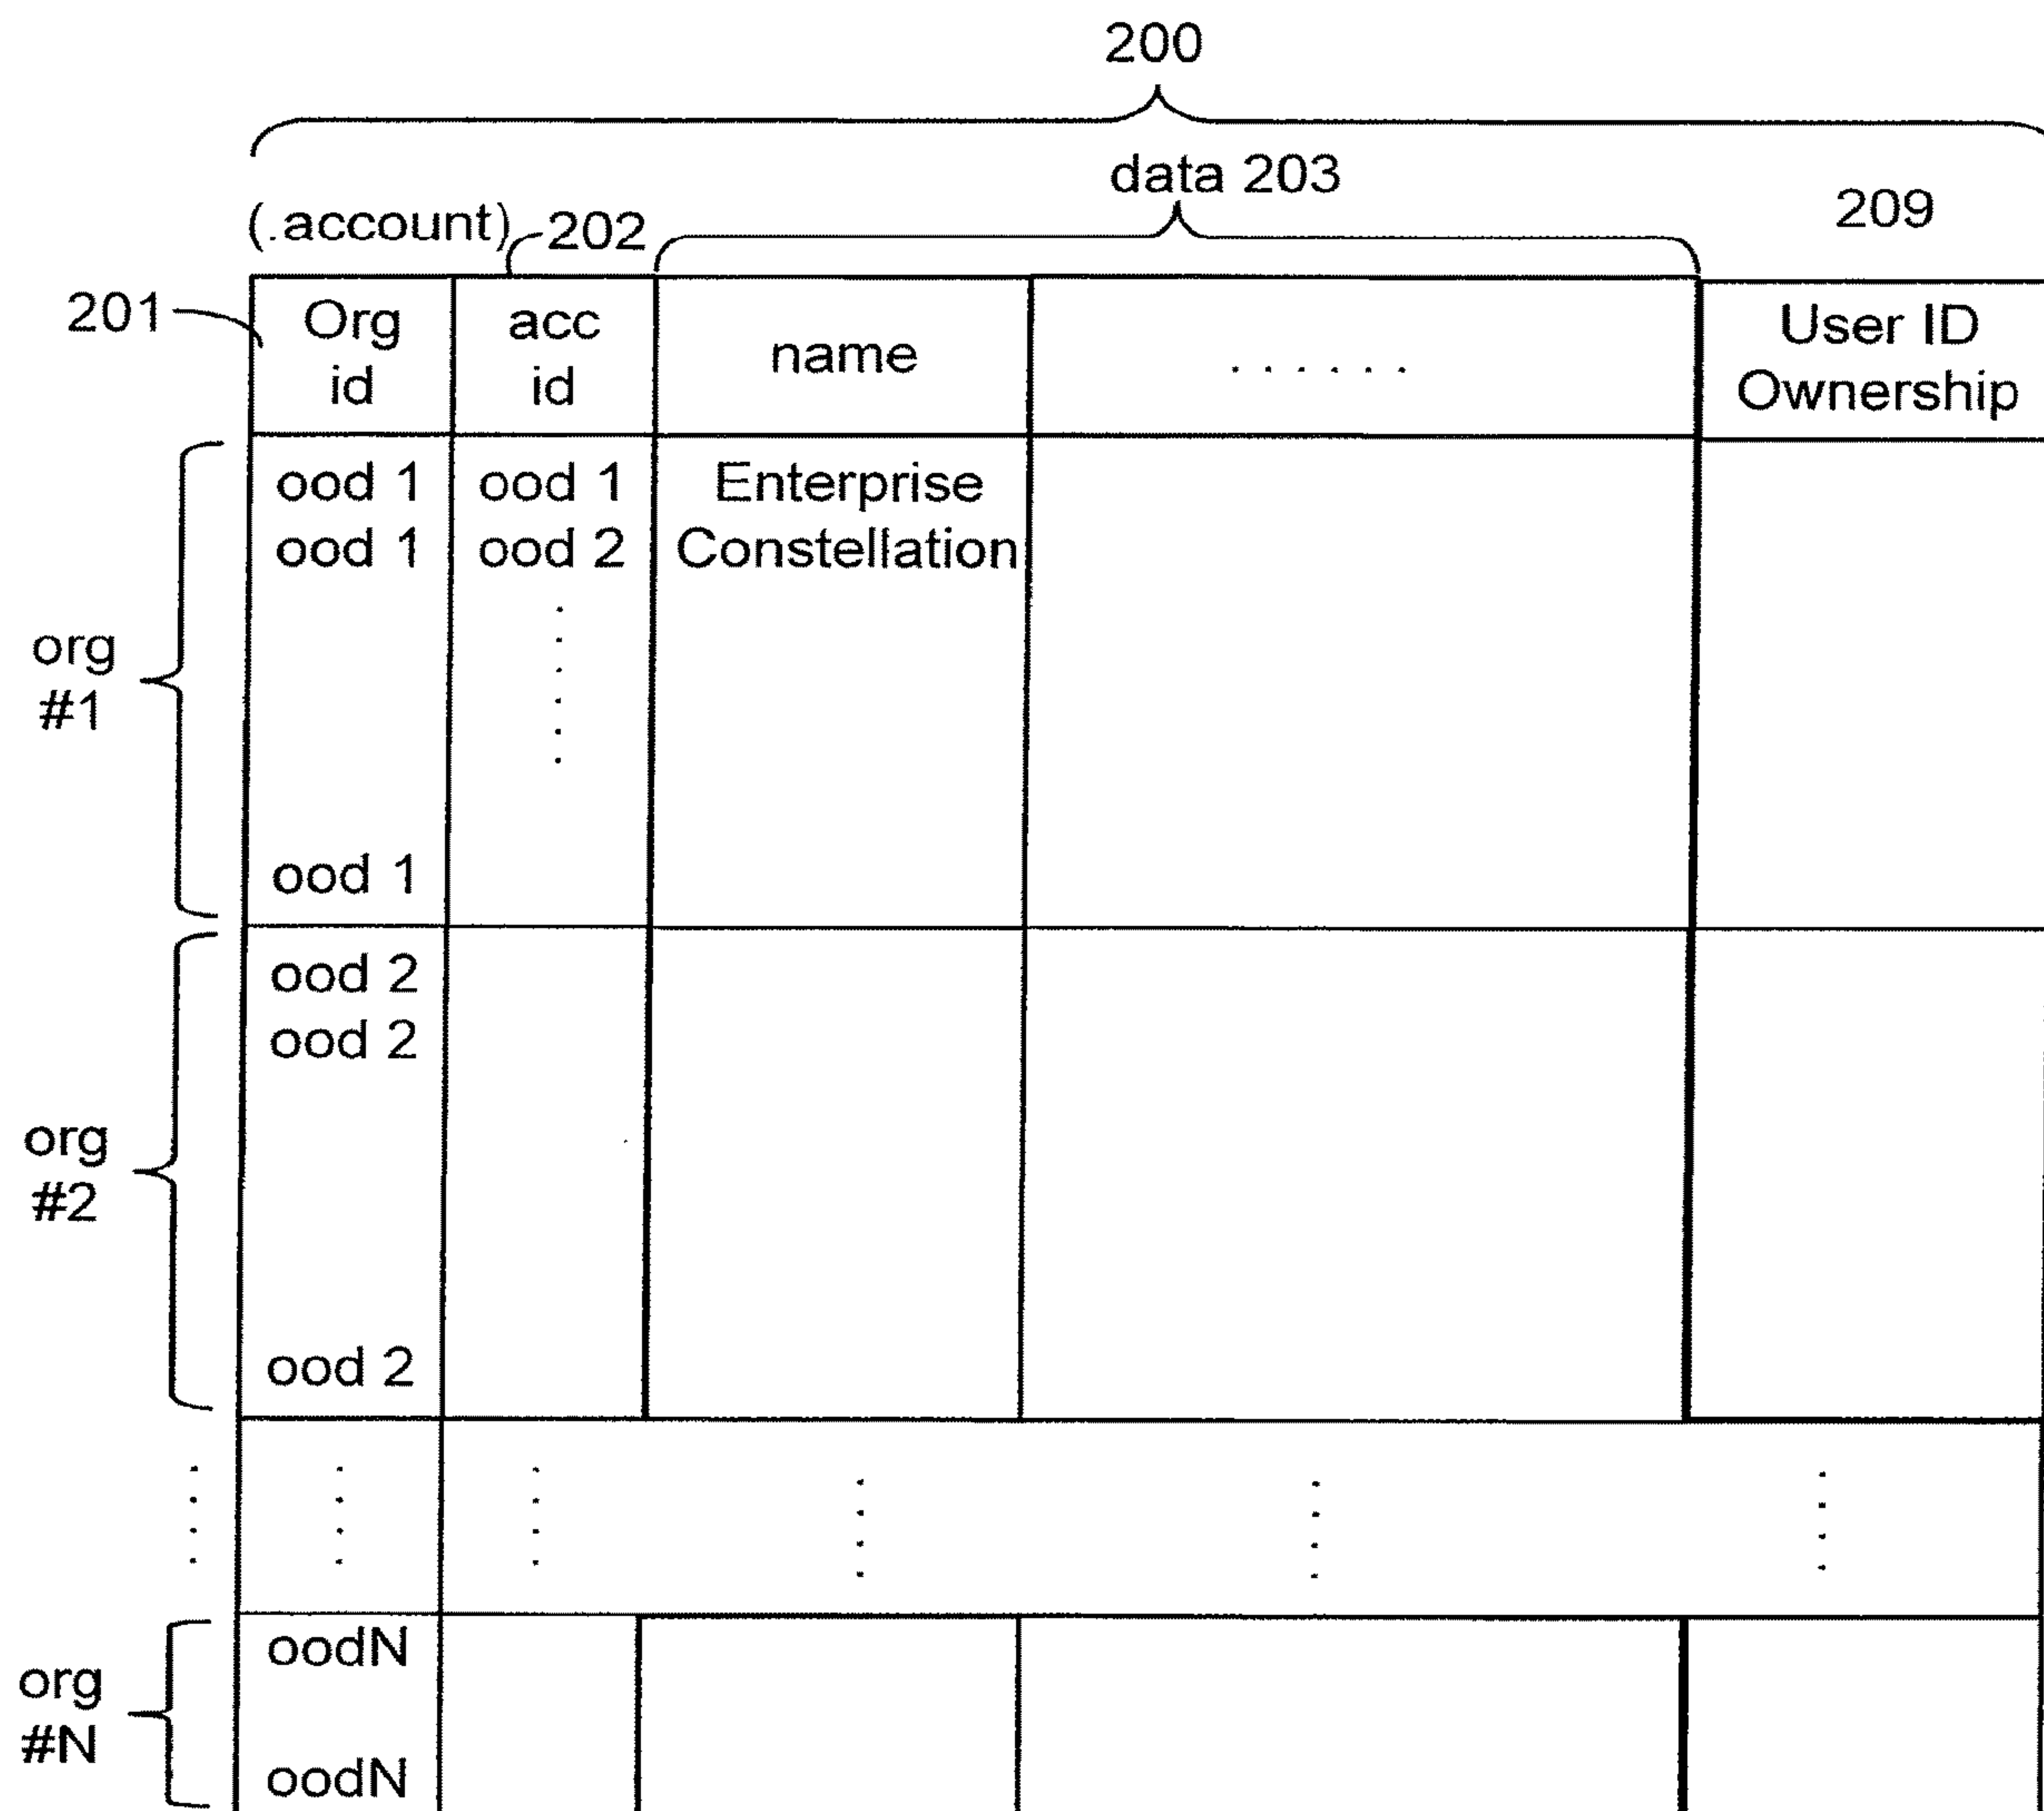 200
data 203
209
(.account)
202
201
Org id
acc id
name
User ID Ownership
org #1
ood 1
ood 1
Enterprise
ood 1
ood 2
Constellation
ood 1
org #2
ood 2
ood 2
ood 2
org #N
oodN
oodN